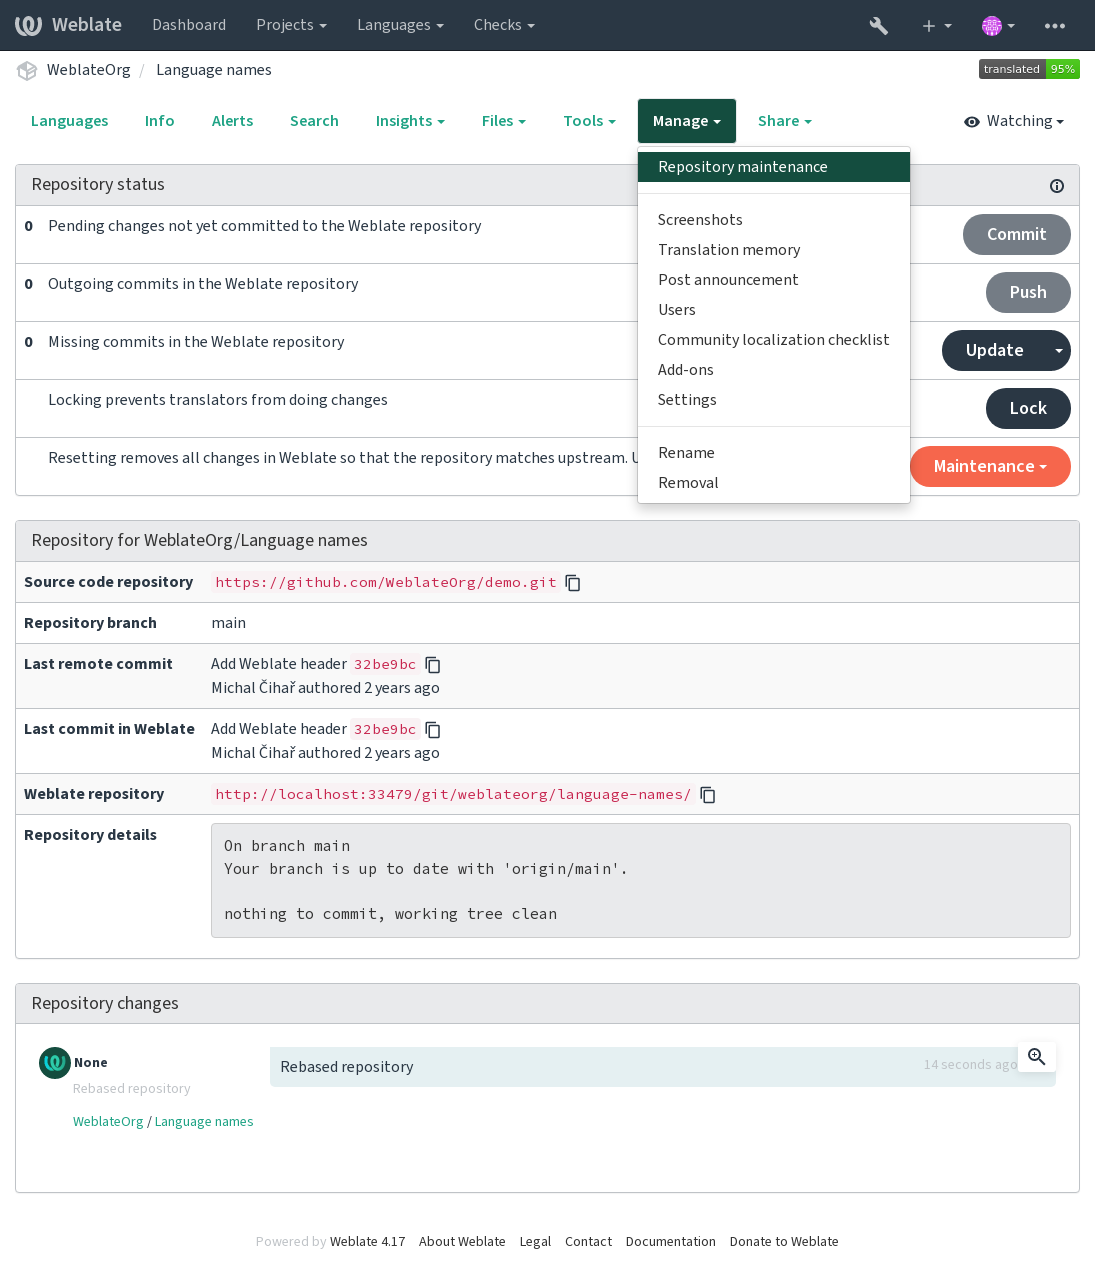 Weblate Dashboard Projects Languages Checks
WeblateOrg / Language names translated 95%
Languages Info Alerts Search Insights Files Tools Manage Share Watching
Repository maintenance
Screenshots
Translation memory
Post announcement
Users
Community localization checklist
Add-ons
Settings
Rename
Removal
Repository status
0 Pending changes not yet committed to the Weblate repository Commit
0 Outgoing commits in the Weblate repository Push
0 Missing commits in the Weblate repository Update
Locking prevents translators from doing changes Lock
Resetting removes all changes in Weblate so that the repository matches upstream. Maintenance
Repository for WeblateOrg/Language names
Source code repository https://github.com/WeblateOrg/demo.git
Repository branch main
Last remote commit Add Weblate header 32be9bc
Michal Čihař authored 2 years ago
Last commit in Weblate Add Weblate header 32be9bc
Michal Čihař authored 2 years ago
Weblate repository http://localhost:33479/git/weblateorg/language-names/
Repository details On branch main
Your branch is up to date with 'origin/main'.
nothing to commit, working tree clean
Repository changes
None Rebased repository 14 seconds ago
Rebased repository
WeblateOrg / Language names
Powered by Weblate 4.17 About Weblate Legal Contact Documentation Donate to Weblate